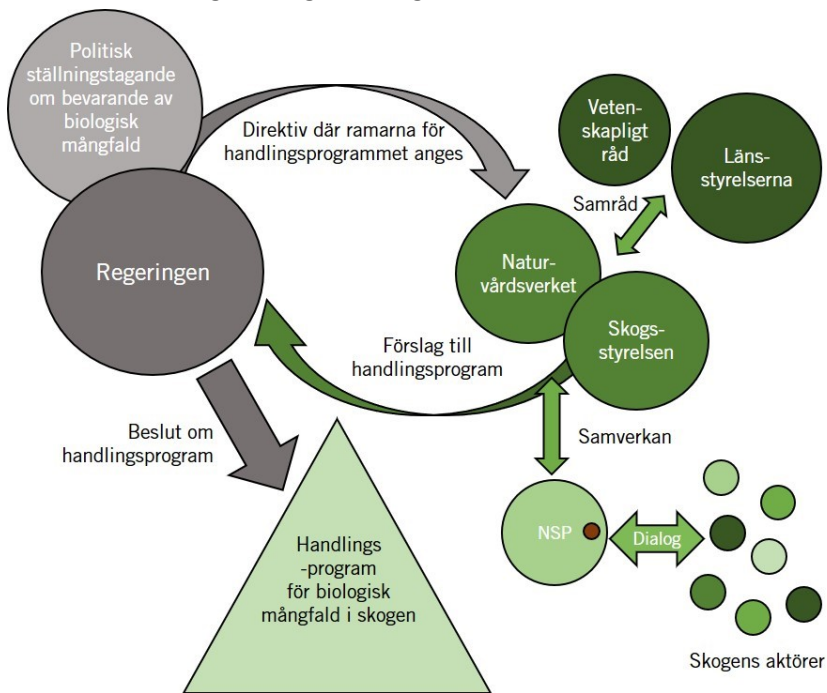 Politisk
ställningstagande
om bevarande av
biologisk
mångfald
Direktiv där ramarna för
handlingsprogrammet anges
Veten-
skapligt
råd
Läns-
styrelserna
Samråd
Regeringen
Natur-
vårdsverket
Skogs-
styrelsen
Förslag till
handlingsprogram
Beslut om
handlingsprogram
Samverkan
NSP
Dialog
Handlings
-program
för biologisk
mångfald i skogen
Skogens aktörer